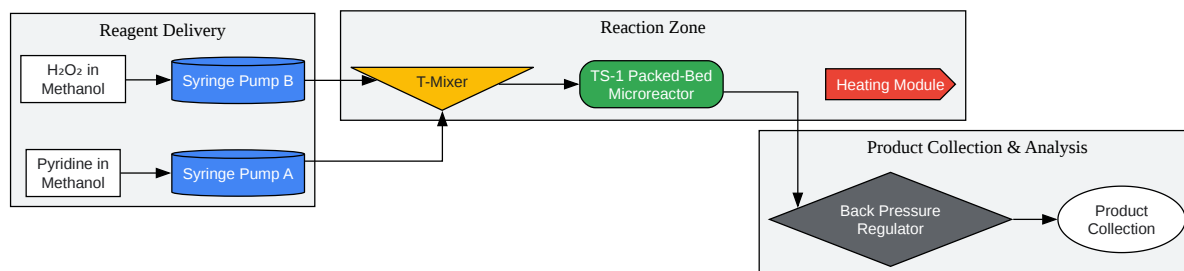 Reagent Delivery
H₂O₂ in
Methanol
Syringe Pump B
Pyridine in
Methanol
Syringe Pump A
Reaction Zone
T-Mixer
TS-1 Packed-Bed
Microreactor
Heating Module
Product Collection & Analysis
Back Pressure
Regulator
Product
Collection